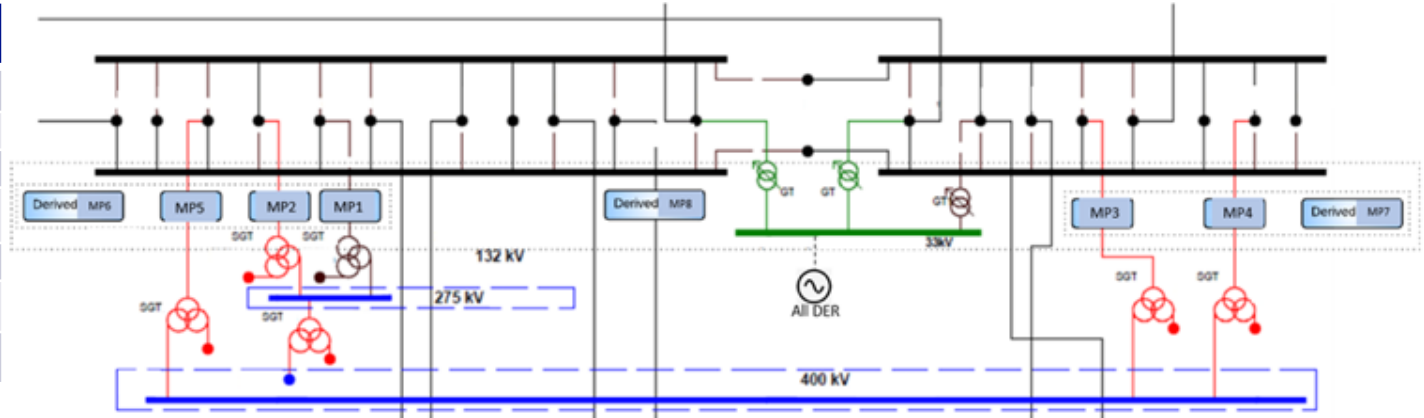 Derived MP6
MP5
MP2
MP1
Derived MP8
GT
GT
GT
MP3
MP4
Derived MP7
SGT
SGT
33kV
132 kV
All DER
275 kV
SGT
SGT
SGT
SGT
400 kV